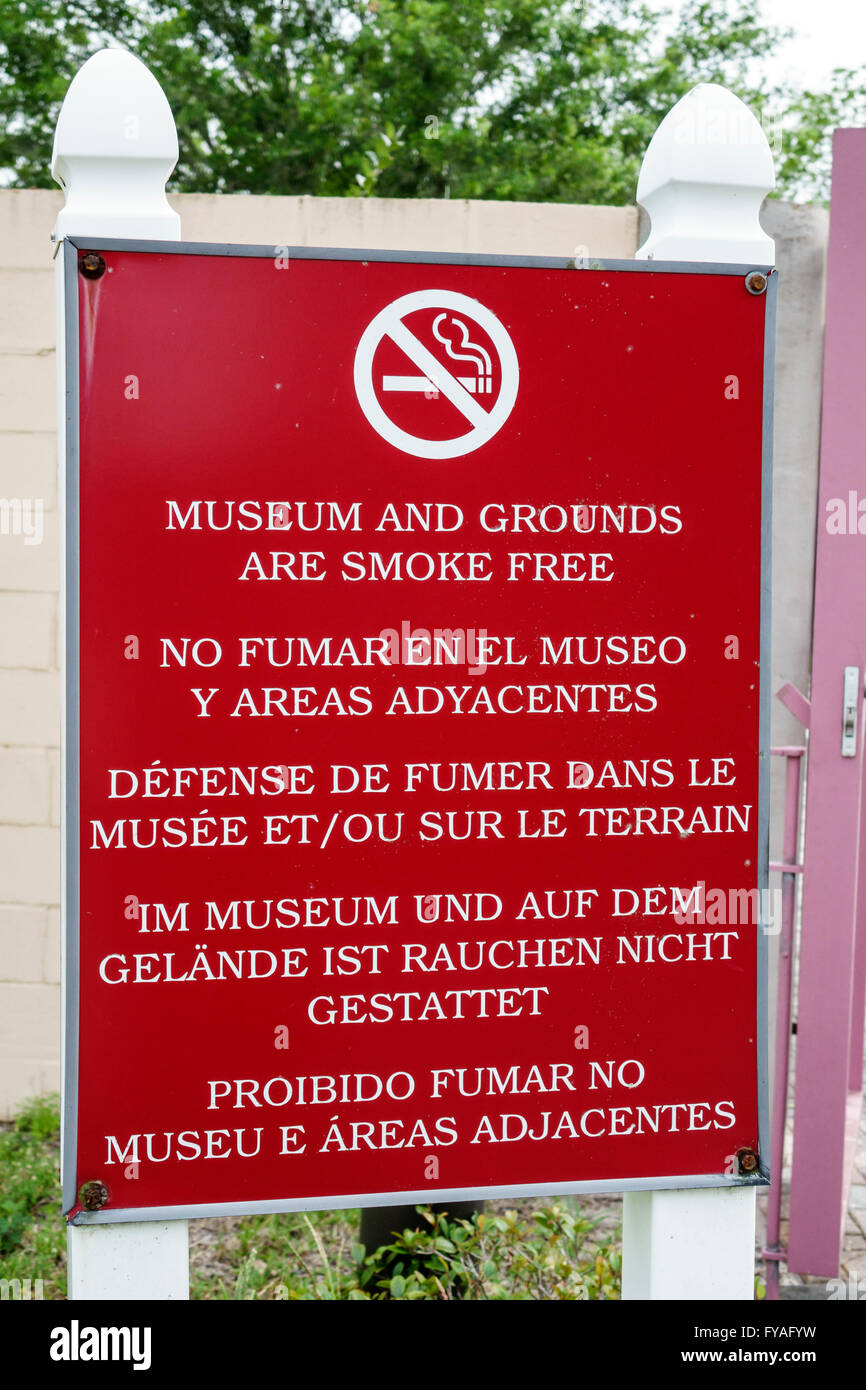 MUSEUM AND GROUNDS
ARE SMOKE FREE
NO FUMAR EN EL MUSEO
Y AREAS ADYACENTES
DÉFENSE DE FUMER DANS LE
MUSÉE ET/OU SUR LE TERRAIN
IM MUSEUM UND AUF DEM
GELÄNDE IST RAUCHEN NICHT
GESTATTET
PROIBIDO FUMAR NO
MUSEU E ÁREAS ADJACENTES
alamy
Image ID: FYAFYW
www.alamy.com